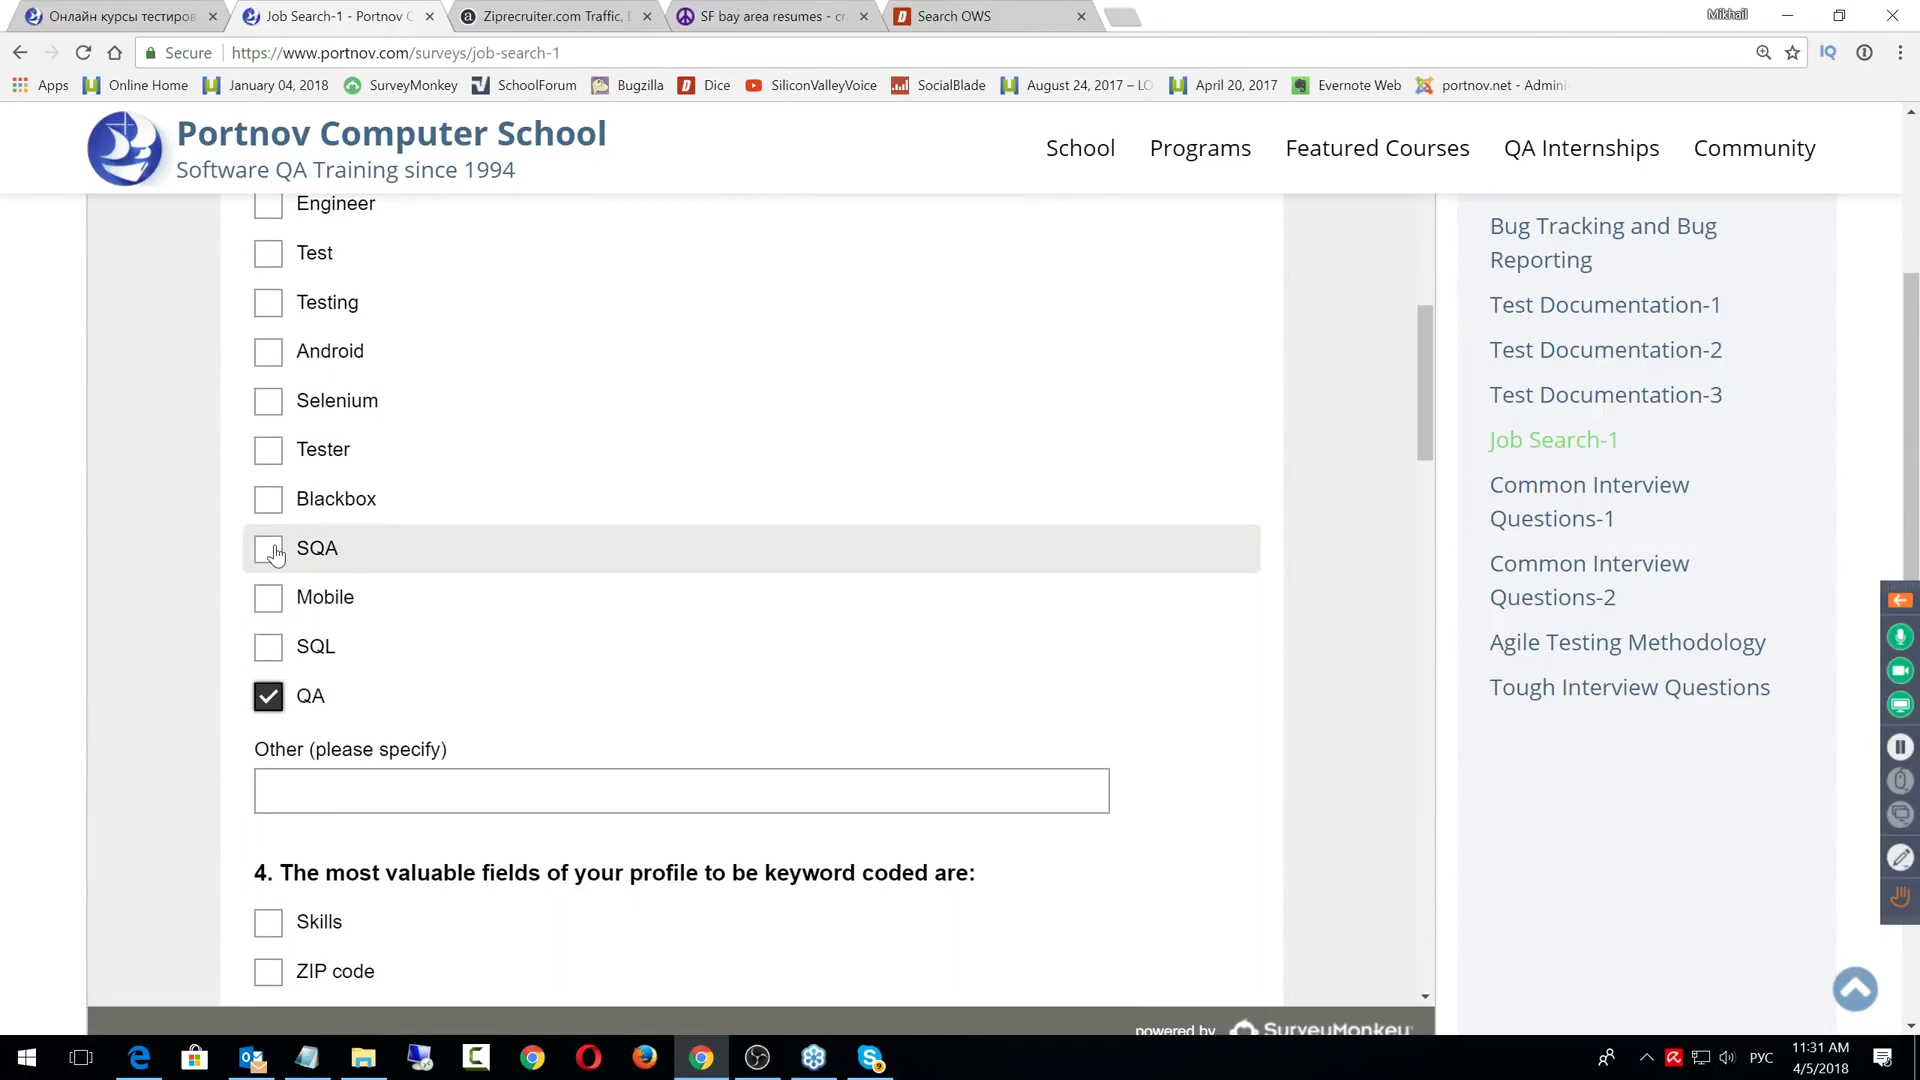 Онлайн курсы тестиров
Job Search-1 - Portnov C
Ziprecruiter.com Traffic, D
SF bay area resumes - cr
Search OWS
Mikhail
Secure
https://www.portnov.com/surveys/job-search-1
Apps
Online Home
January 04, 2018
SurveyMonkey
SchoolForum
Bugzilla
Dice
SiliconValleyVoice
SocialBlade
August 24, 2017 – LO
April 20, 2017
Evernote Web
portnov.net - Admini
Portnov Computer School
Software QA Training since 1994
School
Programs
Featured Courses
QA Internships
Community
Engineer
Test
Testing
Android
Selenium
Tester
Blackbox
SQA
Mobile
SQL
QA
Other (please specify)
4. The most valuable fields of your profile to be keyword coded are:
Skills
ZIP code
powered by
SurveyMonkey
Bug Tracking and Bug
Reporting
Test Documentation-1
Test Documentation-2
Test Documentation-3
Job Search-1
Common Interview
Questions-1
Common Interview
Questions-2
Agile Testing Methodology
Tough Interview Questions
РУС
11:31 AM
4/5/2018